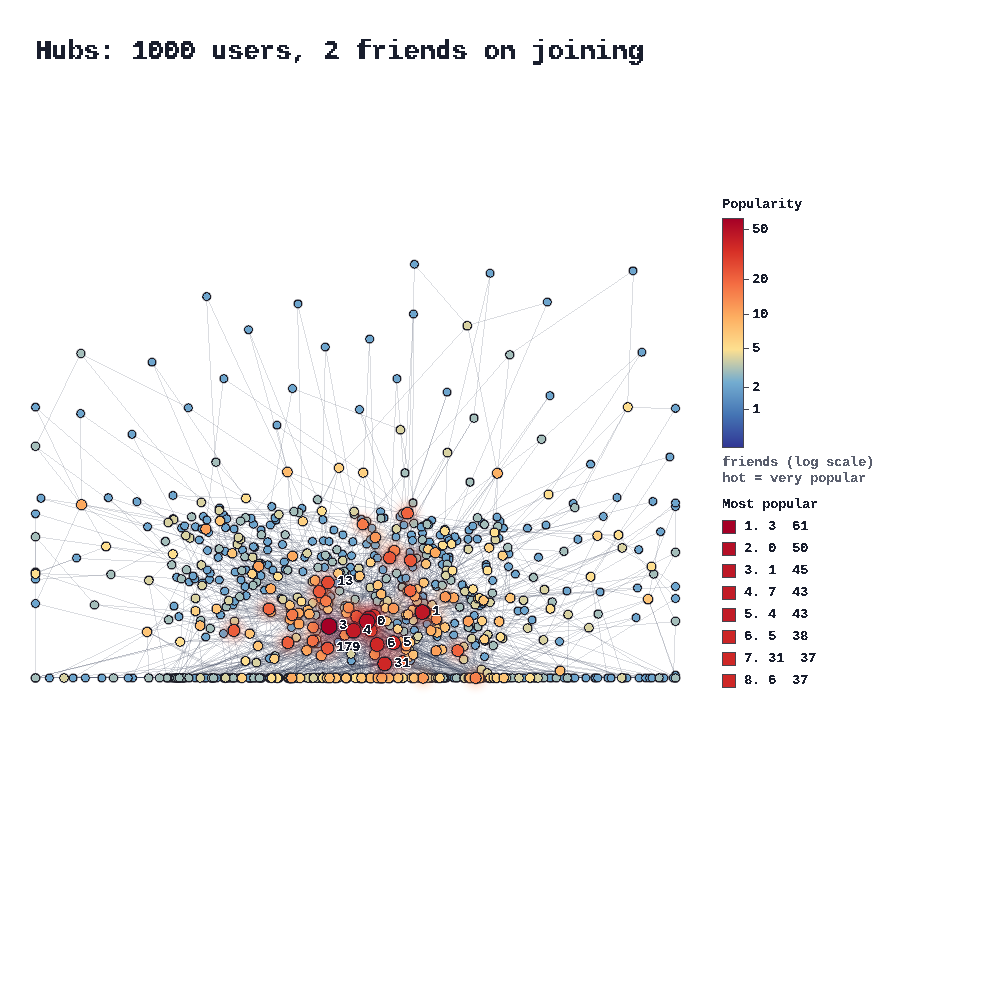 Hubs: 1000 users, 2 friends on joining
Popularity
50
20
10
5
2
1
friends (log scale)
hot = very popular
Most popular
1. 3 61
2. 0 50
3. 1 45
4. 7 43
5. 4 43
6. 5 38
7. 31 37
8. 6 37
13
1
0
3
4
179
6
5
31